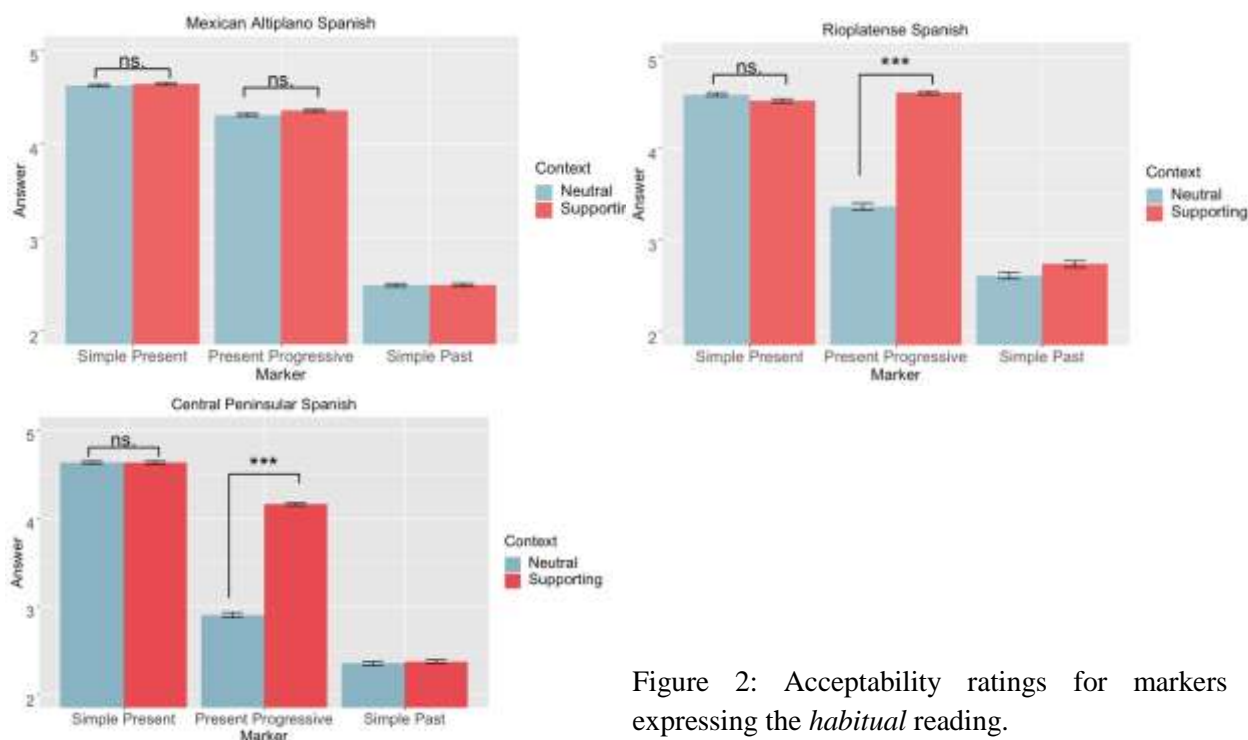 Mexican Altiplano Spanish
5
4
3
2
Answer
ns.
ns.
Simple Present Present Progressive Simple Past
Marker
Context
Neutral
Supportir
Rioplatense Spanish
5
4
3
2
Answer
ns.
***
Simple Present Present Progressive Simple Past
Marker
Context
Neutral
Supporting
Central Peninsular Spanish
5
4
3
2
Answer
ns.
***
Simple Present Present Progressive Simple Past
Marker
Context
Neutral
Supporting
Figure 2: Acceptability ratings for markers
expressing the habitual reading.